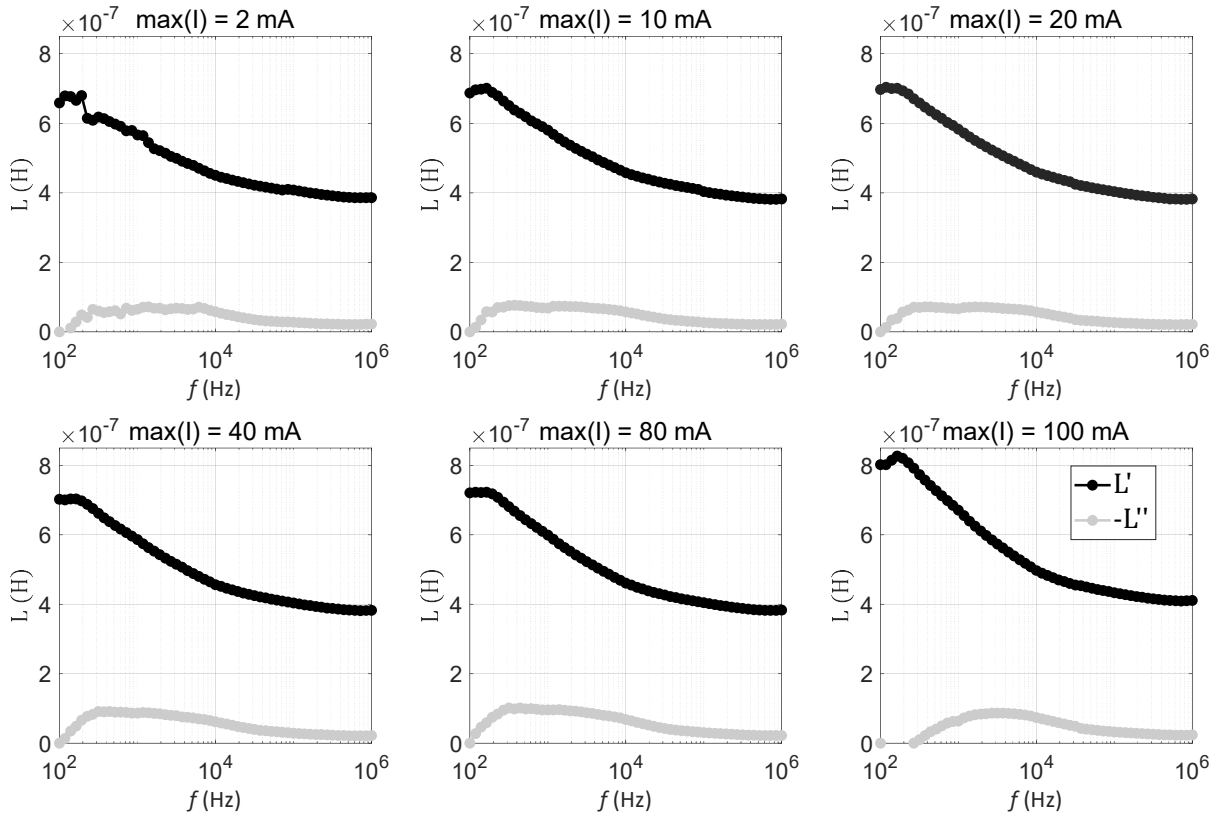 ×10⁻⁷ max(I) = 2 mA
8
6
4
2
0
L (H)
10² 10⁴ 10⁶
f (Hz)
×10⁻⁷ max(I) = 10 mA
8
6
4
2
0
L (H)
10² 10⁴ 10⁶
f (Hz)
×10⁻⁷ max(I) = 20 mA
8
6
4
2
0
L (H)
10² 10⁴ 10⁶
f (Hz)
×10⁻⁷ max(I) = 40 mA
8
6
4
2
0
L (H)
10² 10⁴ 10⁶
f (Hz)
×10⁻⁷ max(I) = 80 mA
8
6
4
2
0
L (H)
10² 10⁴ 10⁶
f (Hz)
×10⁻⁷ max(I) = 100 mA
8
6
4
2
0
L (H)
L'
-L''
10² 10⁴ 10⁶
f (Hz)